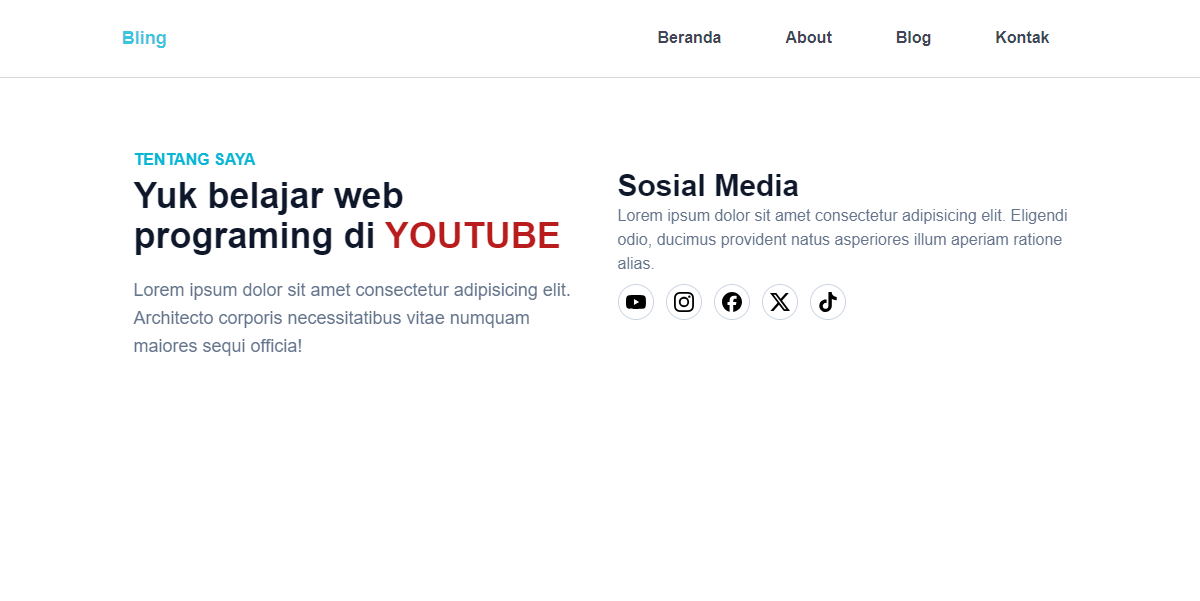 Bling
Beranda
About
Blog
Kontak
TENTANG SAYA
Yuk belajar web
programing di YOUTUBE
Lorem ipsum dolor sit amet consectetur adipisicing elit.
Architecto corporis necessitatibus vitae numquam
maiores sequi officia!
Sosial Media
Lorem ipsum dolor sit amet consectetur adipisicing elit. Eligendi
odio, ducimus provident natus asperiores illum aperiam ratione
alias.